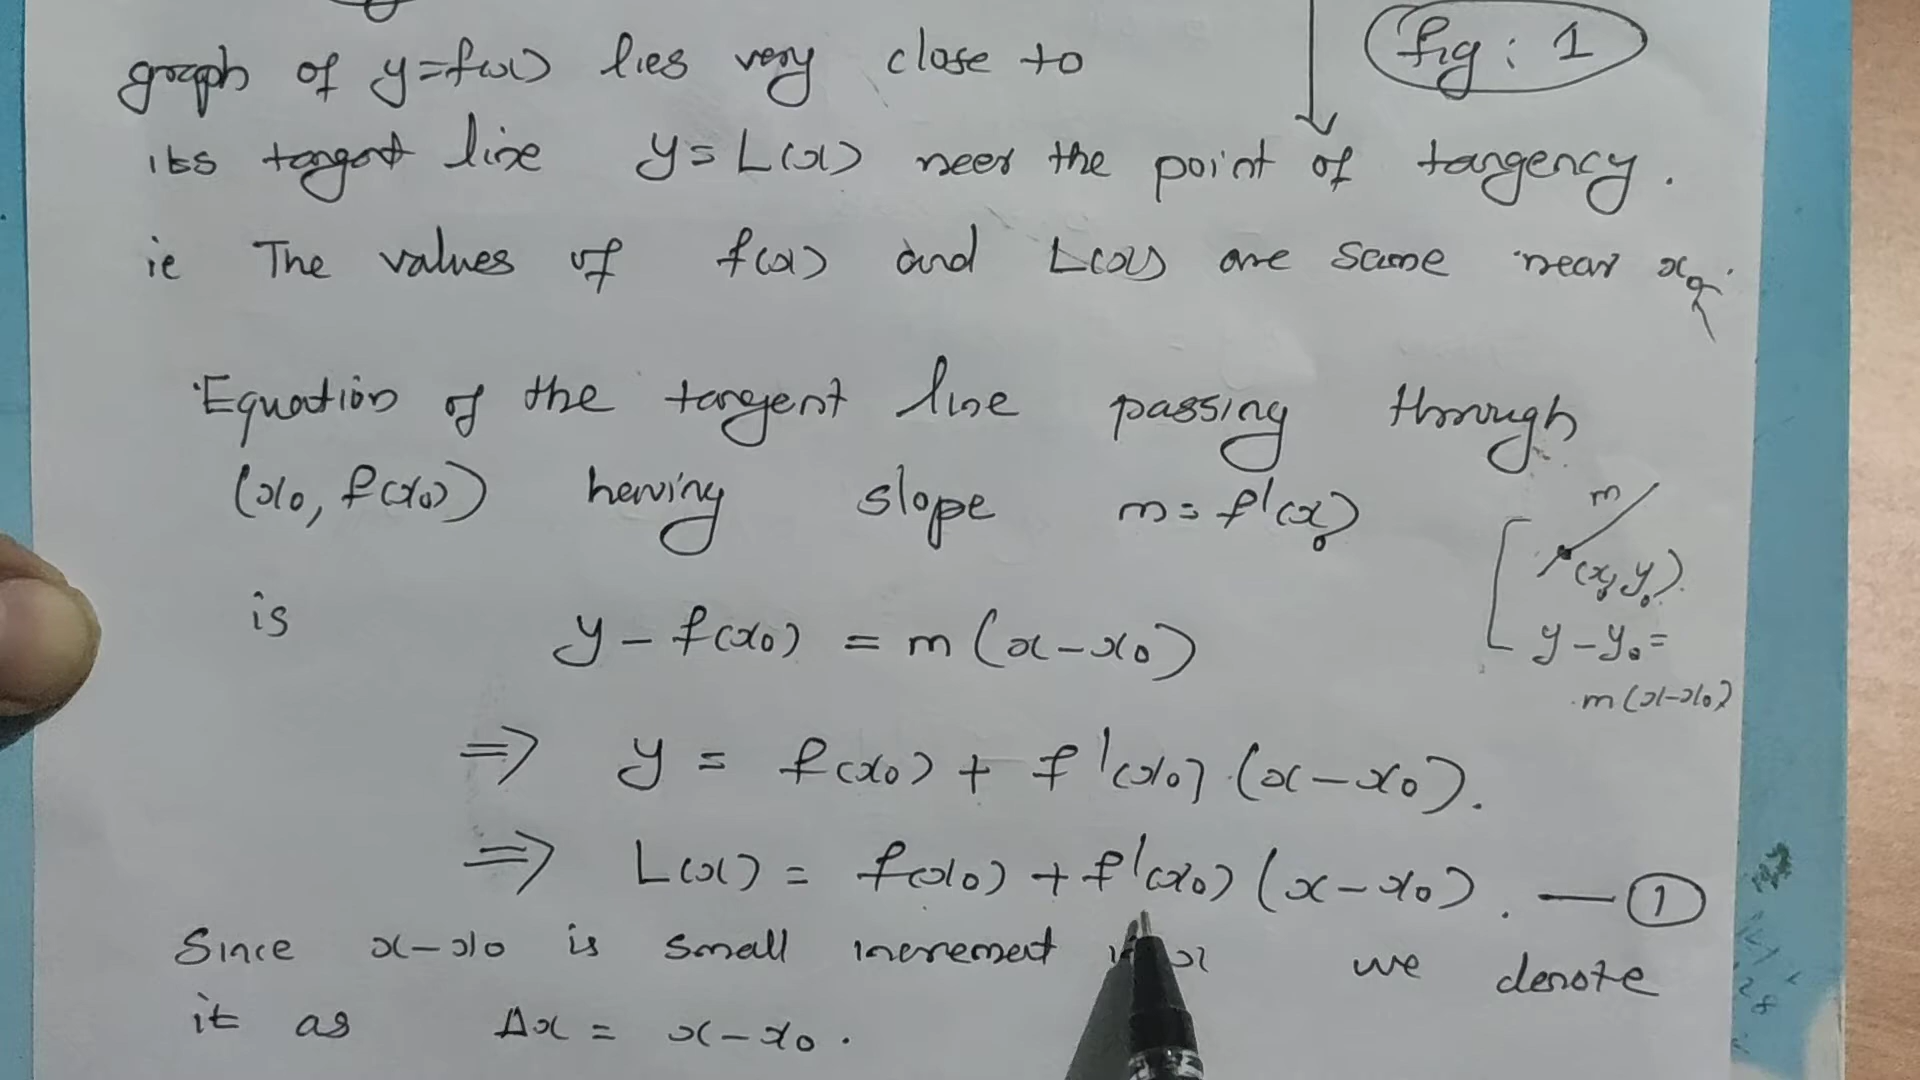 graph of y=f(x) lies very close to
fig: 1
its tangent line y = L(x) near the point of tangency.
ie The values of f(x) and L(x) are same near x₀.
Equation of the tangent line passing through
(x₀, f(x₀)) having slope m = f'(x₀)
m
(x₀, y₀).
is y - f(x₀) = m (x - x₀)
y - y₀ =
m (x - x₀)
⇒ y = f(x₀) + f'(x₀) (x - x₀).
⇒ L(x) = f(x₀) + f'(x₀) (x - x₀). — ①
Since x - x₀ is small increment x we denote
it as Δx = x - x₀.